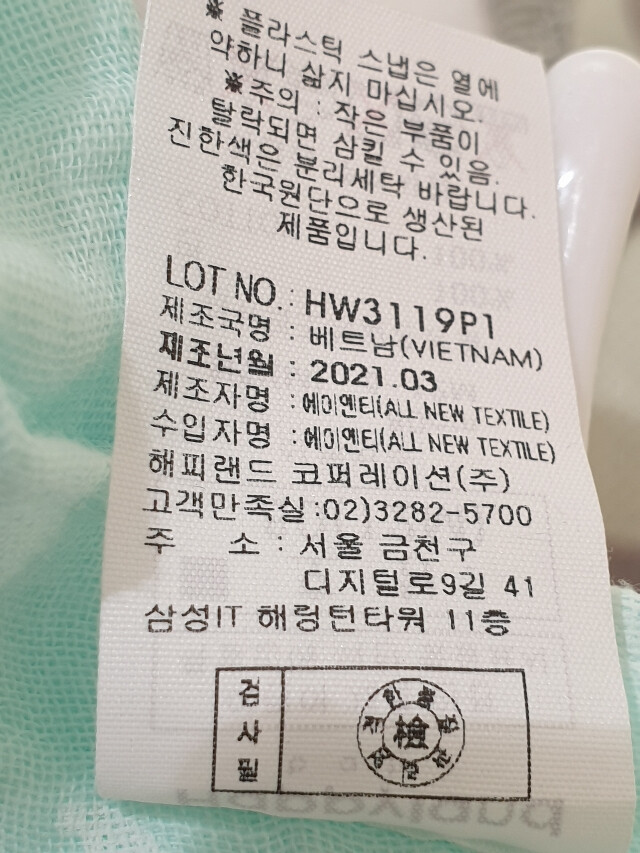 ※ 플라스틱 스냅은 열에
약하니 삶지 마십시오.
※주의 : 작은 부품이
탈락되면 삼킬 수 있음.
진한색은 분리세탁 바랍니다.
한국원단으로 생산된
제품입니다.
LOT NO. : HW3119P1
제조국명 : 베트남(VIETNAM)
제조년월 : 2021.03
제조자명 : 에이앤티(ALL NEW TEXTILE)
수입자명 : 에이앤티(ALL NEW TEXTILE)
해피랜드 코퍼레이션(주)
고객만족실:02)3282-5700
주 소 : 서울 금천구
디지털로9길 41
삼성IT 해링턴타워 11층
검사필
檢